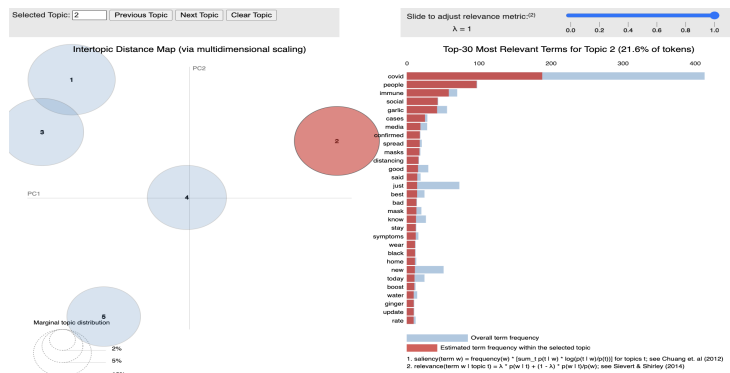 Selected Topic: 2 Previous Topic Next Topic Clear Topic
Slide to adjust relevance metric:(2)
λ = 1
0.0 0.2 0.4 0.6 0.8 1.0
Intertopic Distance Map (via multidimensional scaling)
PC2
PC1
1
3
2
4
5
Marginal topic distribution
2%
5%
Top-30 Most Relevant Terms for Topic 2 (21.6% of tokens)
0 100 200 300 400
covid
people
immune
social
garlic
cases
media
confirmed
spread
masks
distancing
good
said
just
best
bad
mask
know
stay
symptoms
wear
black
home
new
today
boost
water
ginger
update
rate
Overall term frequency
Estimated term frequency within the selected topic
1. saliency(term w) = frequency(w) * [sum_t p(t | w) * log(p(t | w)/p(t))] for topics t; see Chuang et. al (2012)
2. relevance(term w | topic t) = λ * p(w | t) + (1 - λ) * p(w | t)/p(w); see Sievert & Shirley (2014)